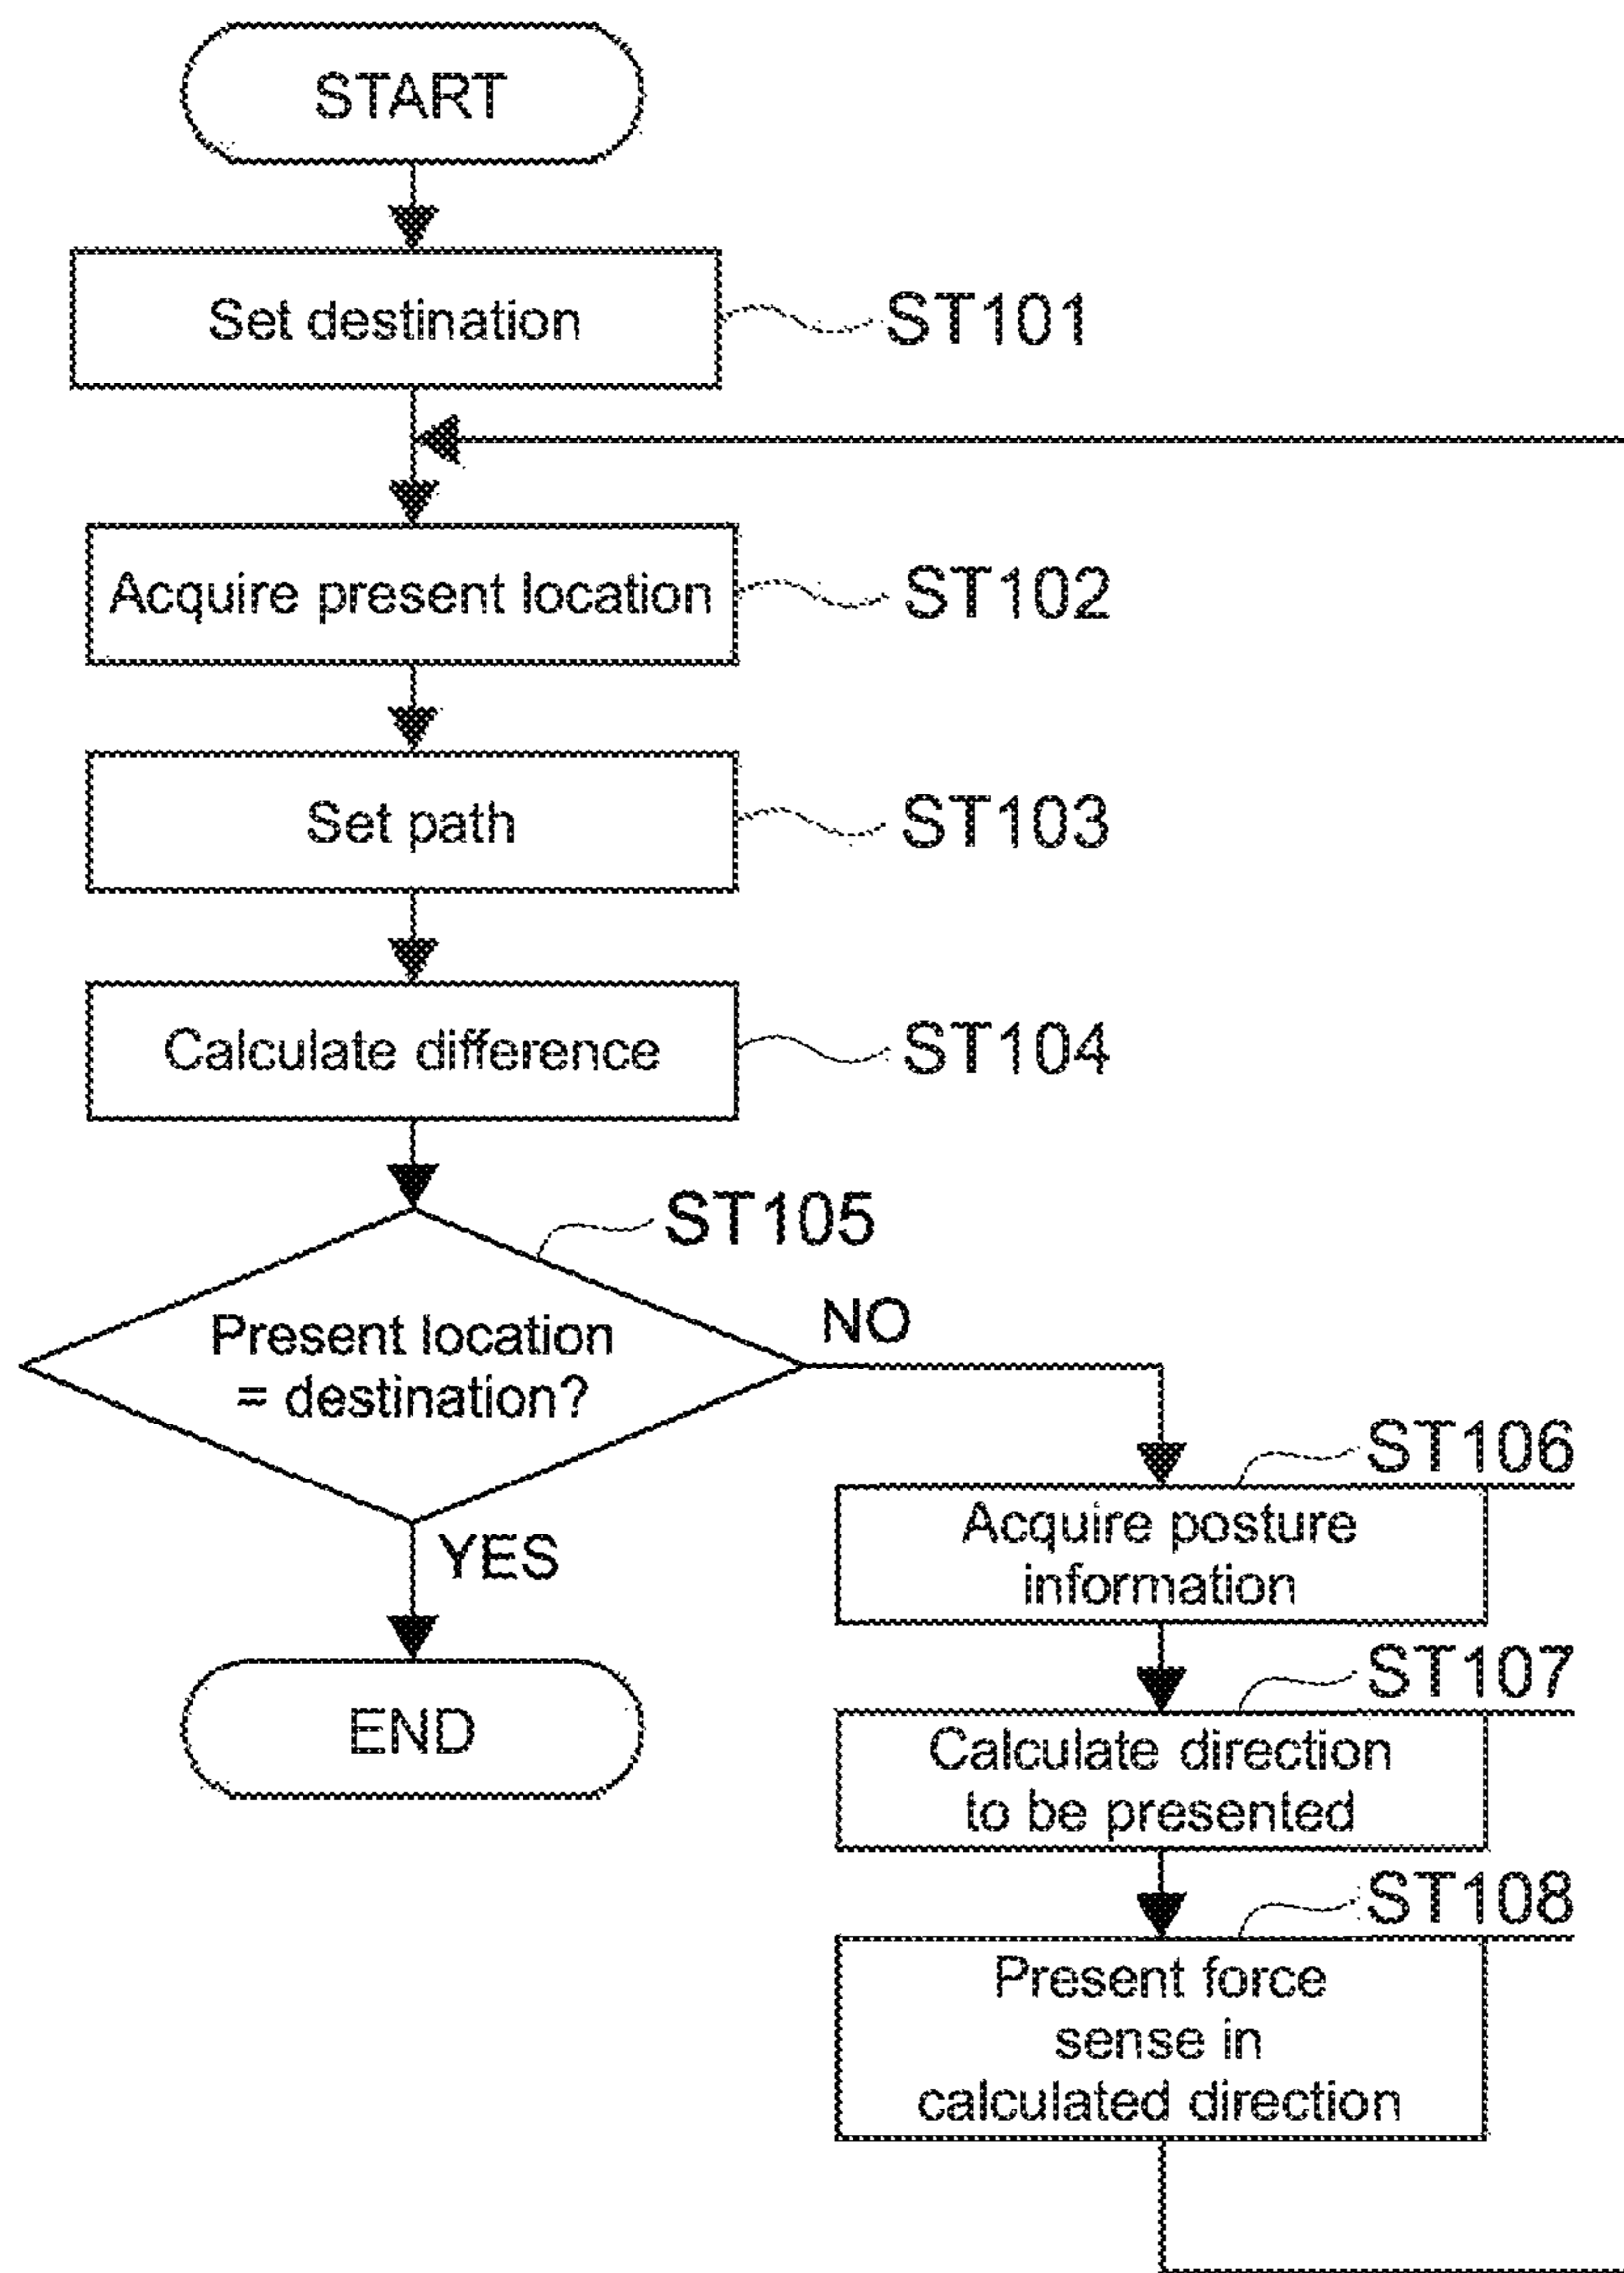 START
Set destination
ST101
Acquire present location
ST102
Set path
ST103
Calculate difference
ST104
ST105
Present location
= destination?
NO
YES
END
ST106
Acquire posture
information
ST107
Calculate direction
to be presented
ST108
Present force
sense in
calculated direction